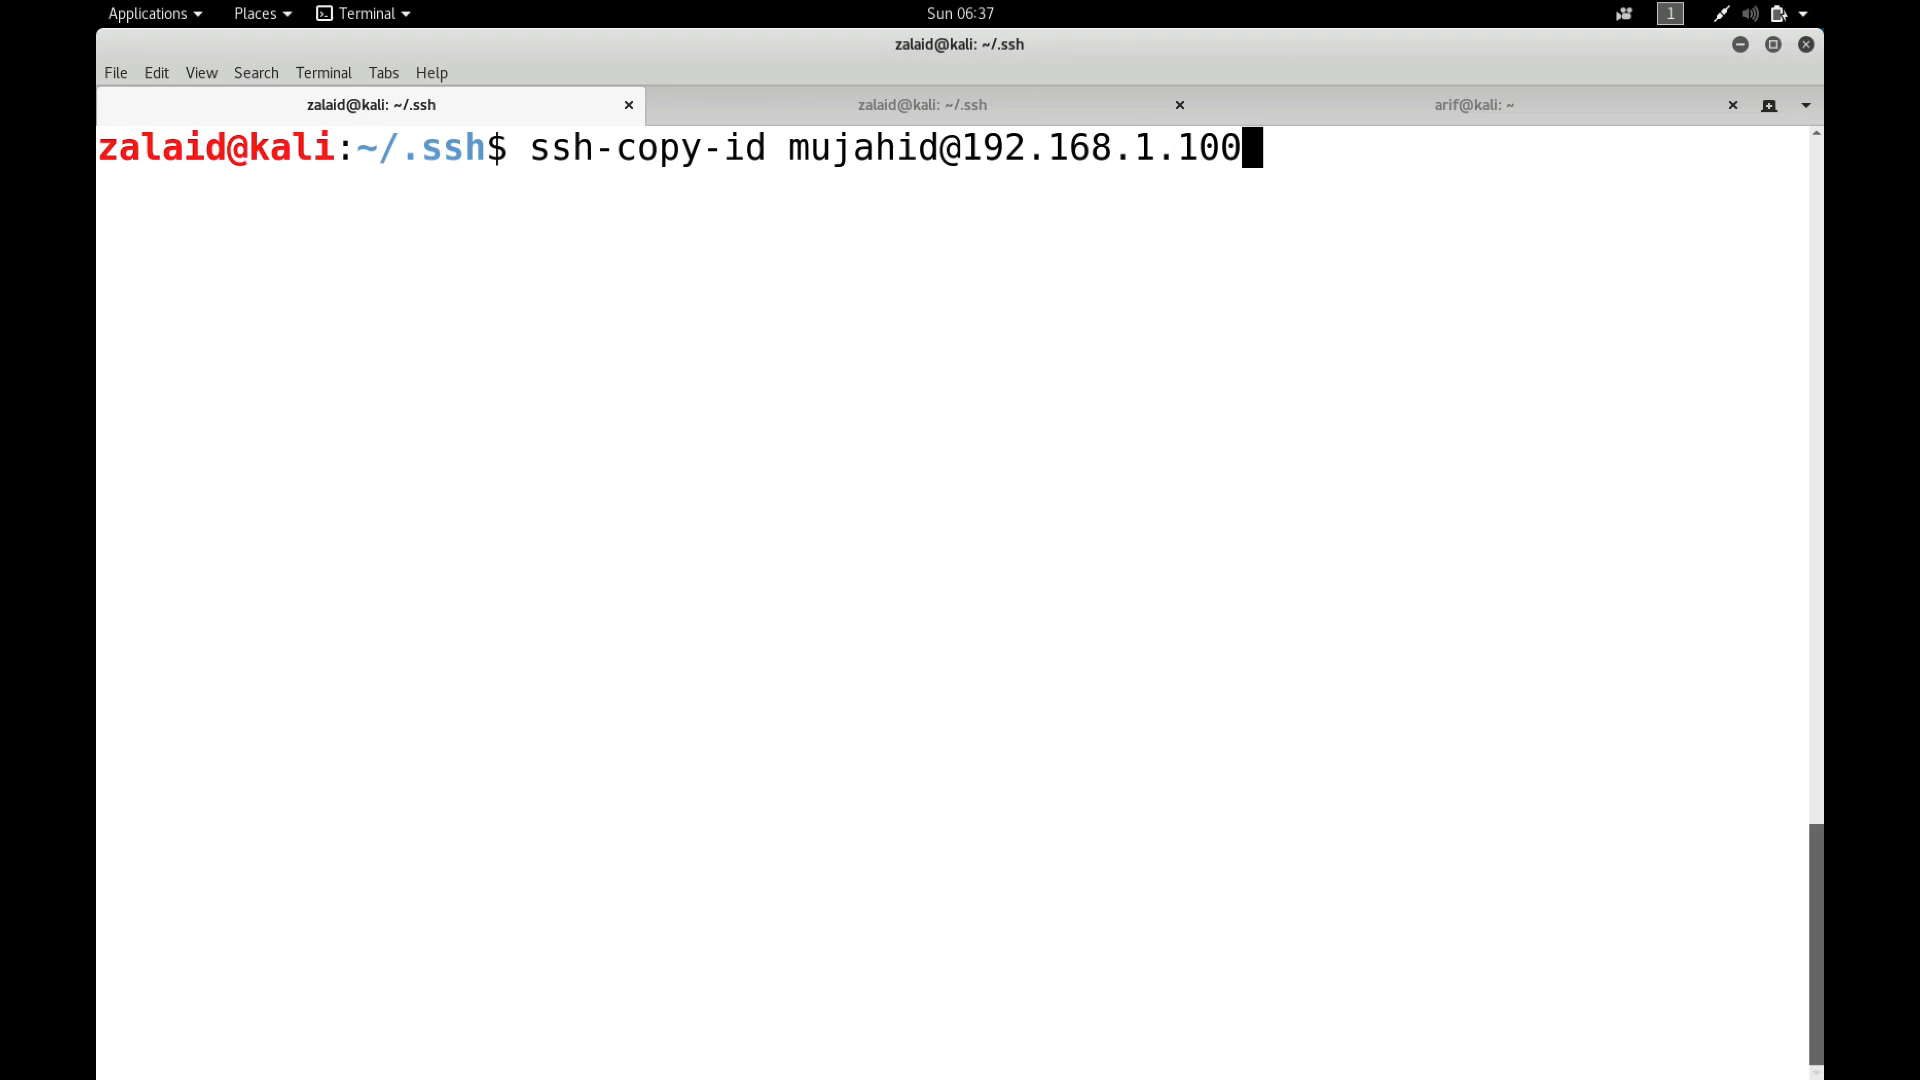 Applications Places Terminal Sun 06:37 1
zalaid@kali: ~/.ssh
File Edit View Search Terminal Tabs Help
zalaid@kali: ~/.ssh zalaid@kali: ~/.ssh arif@kali: ~
zalaid@kali:~/.ssh$ ssh-copy-id mujahid@192.168.1.100